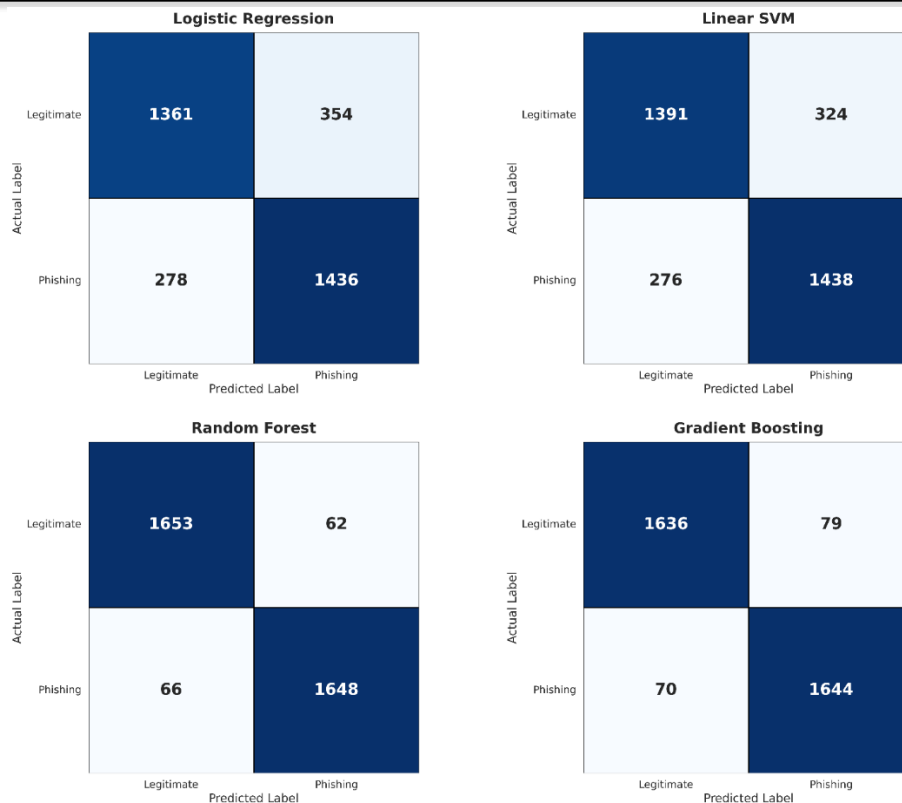 Logistic Regression
Legitimate
1361
354
Actual Label
Phishing
278
1436
Legitimate
Phishing
Predicted Label
Linear SVM
Legitimate
1391
324
Actual Label
Phishing
276
1438
Legitimate
Phishing
Predicted Label
Random Forest
Legitimate
1653
62
Actual Label
Phishing
66
1648
Legitimate
Phishing
Predicted Label
Gradient Boosting
Legitimate
1636
79
Actual Label
Phishing
70
1644
Legitimate
Phishing
Predicted Label